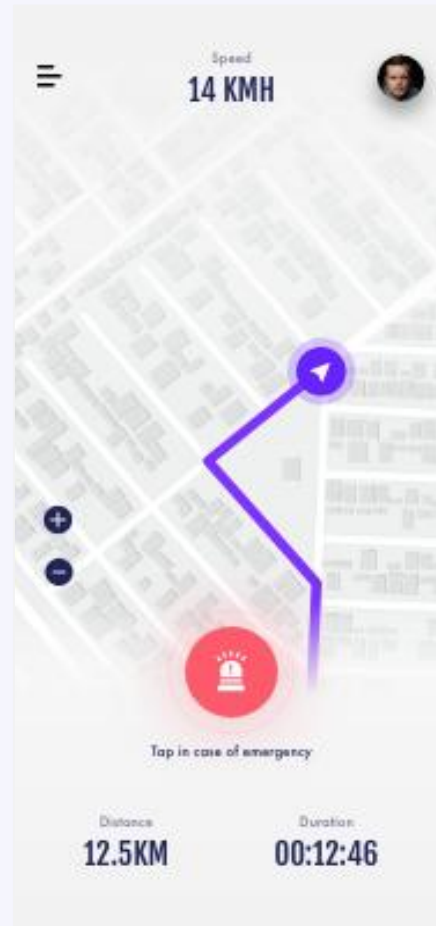 Speed
14 KMH
Tap in case of emergency
Distance
12.5KM
Duration
00:12:46